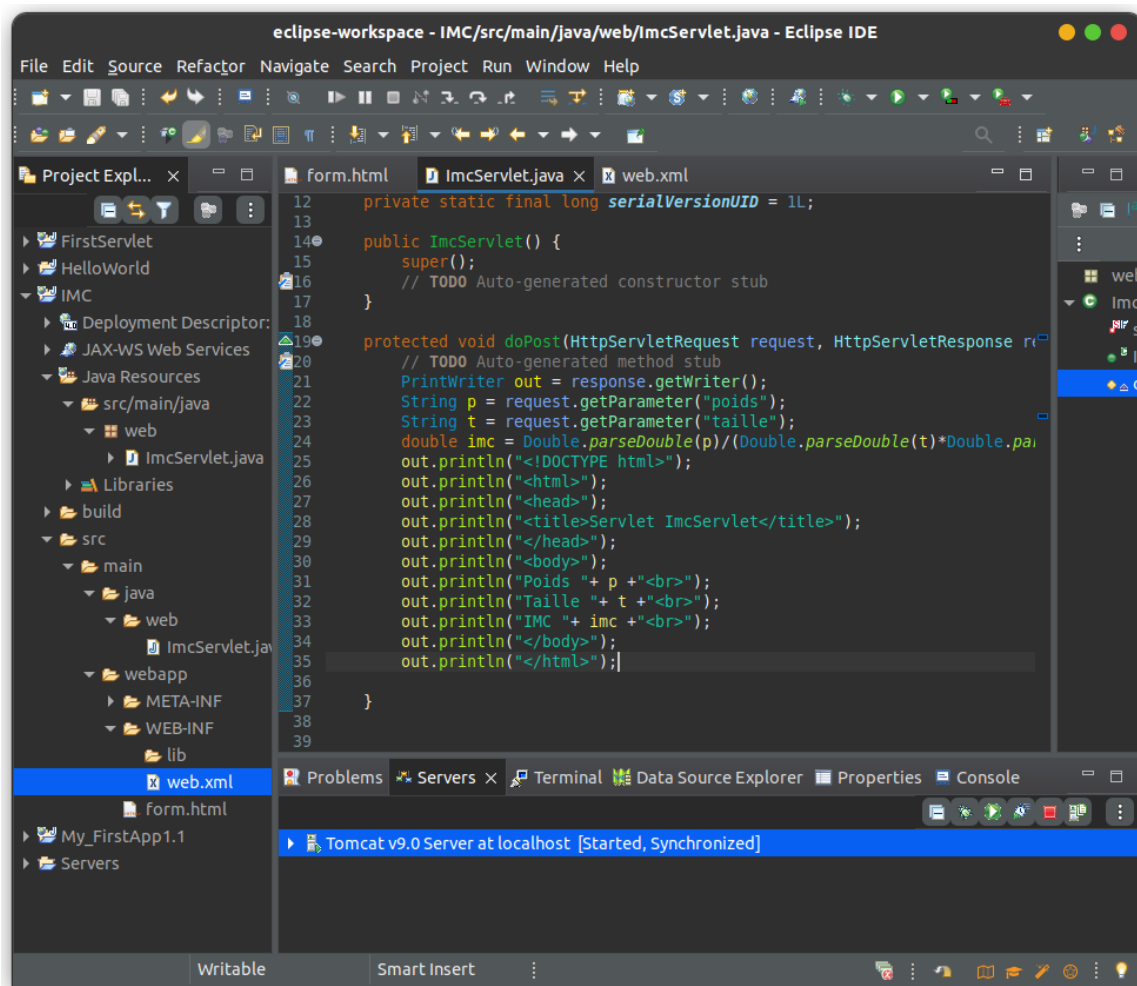 eclipse-workspace - IMC/src/main/java/web/ImcServlet.java - Eclipse IDE
File Edit Source Refactor Navigate Search Project Run Window Help
Project Expl...
FirstServlet
HelloWorld
IMC
Deployment Descriptor:
JAX-WS Web Services
Java Resources
src/main/java
web
ImcServlet.java
Libraries
build
src
main
java
web
ImcServlet.jav
webapp
META-INF
WEB-INF
lib
web.xml
form.html
My_FirstApp1.1
Servers
form.html ImcServlet.java web.xml
12 private static final long serialVersionUID = 1L;
13
14 public ImcServlet() {
15 super();
16 // TODO Auto-generated constructor stub
17 }
18
19 protected void doPost(HttpServletRequest request, HttpServletResponse re
20 // TODO Auto-generated method stub
21 PrintWriter out = response.getWriter();
22 String p = request.getParameter("poids");
23 String t = request.getParameter("taille");
24 double imc = Double.parseDouble(p)/(Double.parseDouble(t)*Double.par
25 out.println("<!DOCTYPE html>");
26 out.println("<html>");
27 out.println("<head>");
28 out.println("<title>Servlet ImcServlet</title>");
29 out.println("</head>");
30 out.println("<body>");
31 out.println("Poids "+ p +"<br>");
32 out.println("Taille "+ t +"<br>");
33 out.println("IMC "+ imc +"<br>");
34 out.println("</body>");
35 out.println("</html>");
36
37 }
38
39
web
Imc
Problems Servers Terminal Data Source Explorer Properties Console
Tomcat v9.0 Server at localhost [Started, Synchronized]
Writable Smart Insert